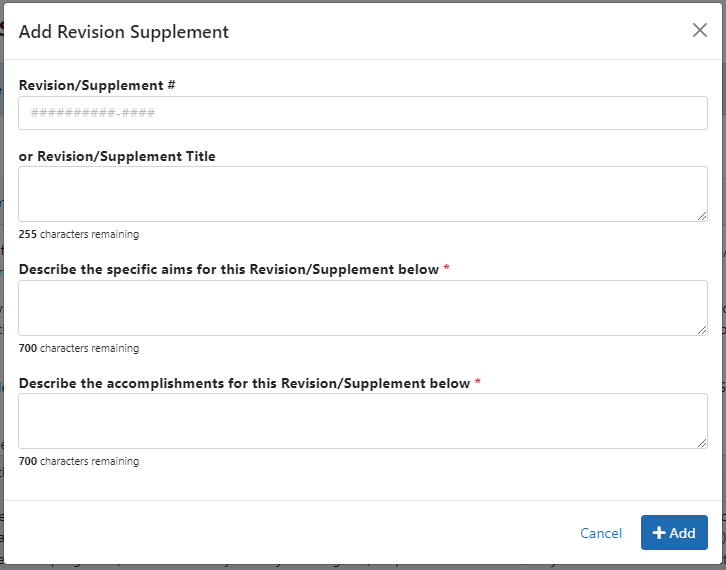 Add Revision Supplement
Revision/Supplement #
##########-####
or Revision/Supplement Title
255 characters remaining
Describe the specific aims for this Revision/Supplement below *
700 characters remaining
Describe the accomplishments for this Revision/Supplement below *
700 characters remaining
Cancel
Add